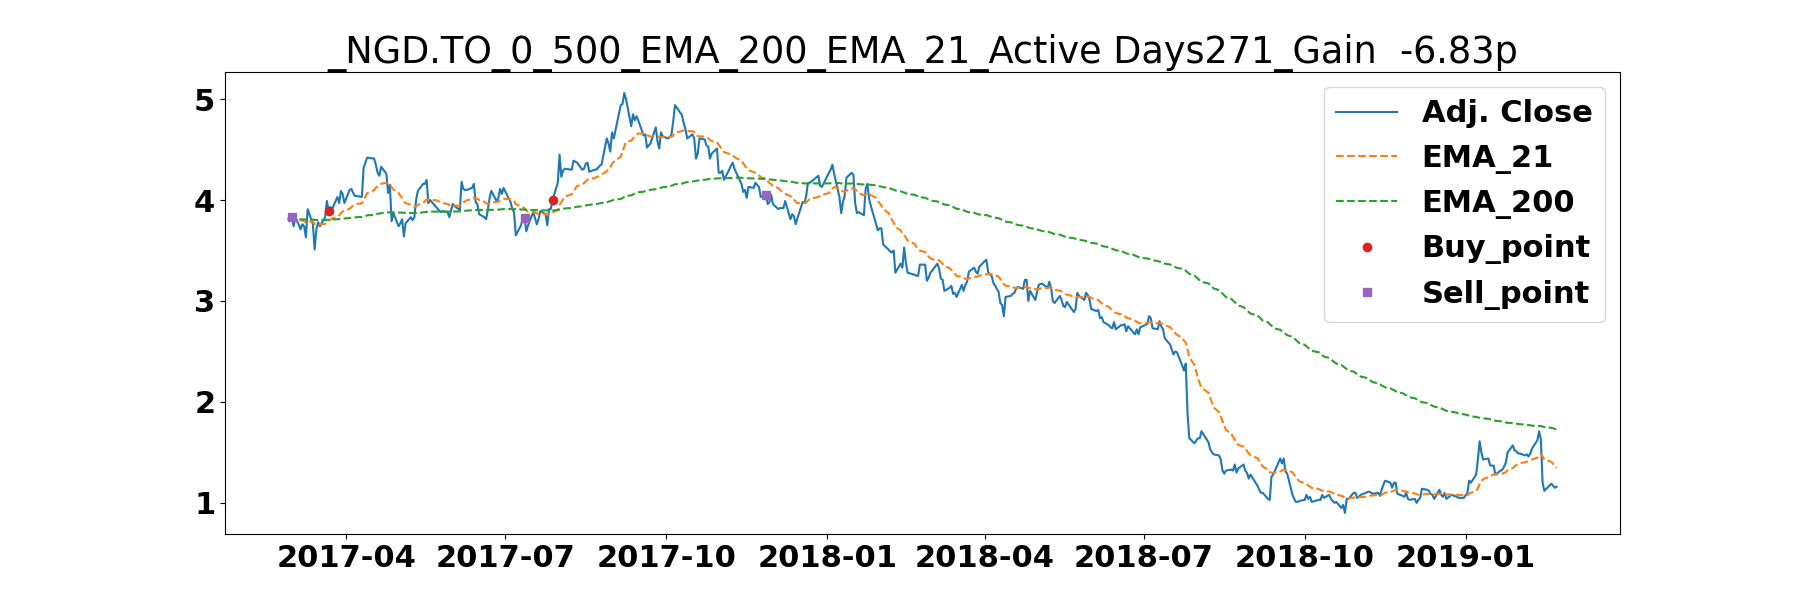 _NGD.TO_0_500_EMA_200_EMA_21_Active Days271_Gain  -6.83p
5
4
3
2
1
Adj. Close
EMA_21
EMA_200
Buy_point
Sell_point
2017-04 2017-07 2017-10 2018-01 2018-04 2018-07 2018-10 2019-01